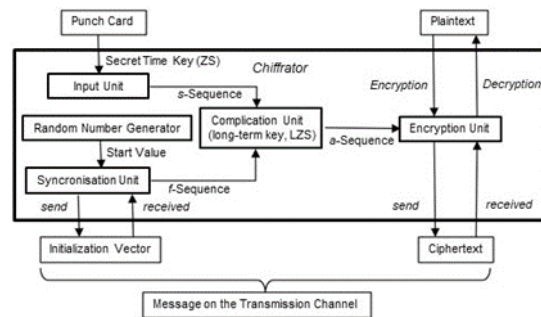 Punch Card
Plaintext
Secret Time Key (ZS)
Chiffrator
Encryption
Decryption
Input Unit
s-Sequence
Random Number Generator
Complication Unit
(long-term key, LZS)
Encryption Unit
a-Sequence
Start Value
Syncronisation Unit
f-Sequence
send
received
send
received
Initialization Vector
Ciphertext
Message on the Transmission Channel